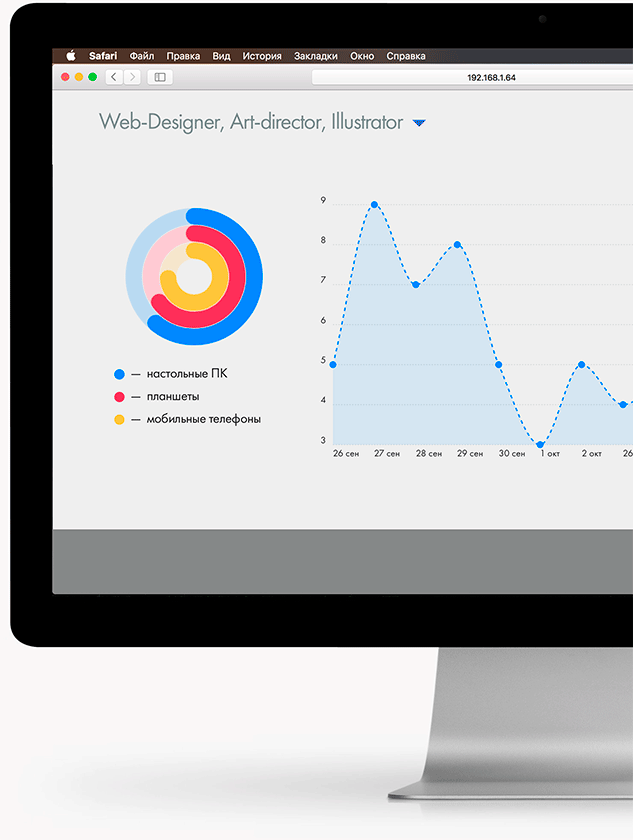 Safari Файл Правка Вид История Закладки Окно Справка
192.168.1.64
Web-Designer, Art-director, Illustrator
9
8
7
6
5
4
3
26 сен 27 сен 28 сен 29 сен 30 сен 1 окт 2 окт 26
— настольные ПК
— планшеты
— мобильные телефоны